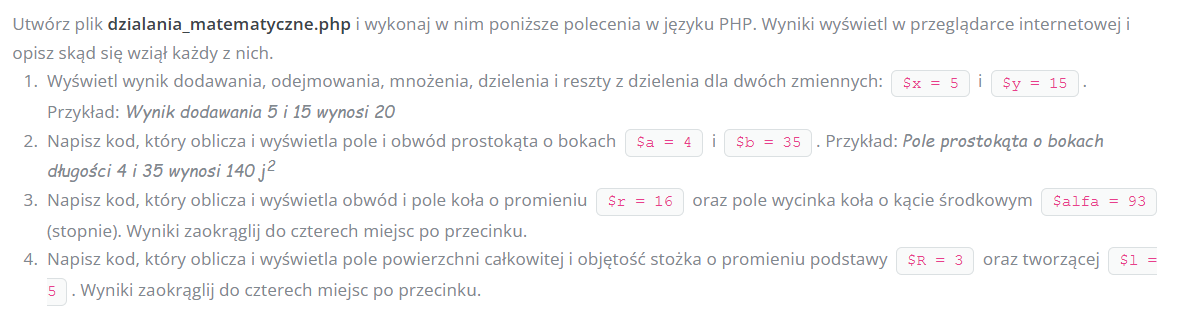 Utwórz plik dzialania_matematyczne.php i wykonaj w nim poniższe polecenia w języku PHP. Wyniki wyświetl w przeglądarce internetowej i
opisz skąd się wziął każdy z nich.
1. Wyświetl wynik dodawania, odejmowania, mnożenia, dzielenia i reszty z dzielenia dla dwóch zmiennych: $x = 5 i $y = 15 .
Przykład: Wynik dodawania 5 i 15 wynosi 20
2. Napisz kod, który oblicza i wyświetla pole i obwód prostokąta o bokach $a = 4 i $b = 35 . Przykład: Pole prostokąta o bokach
długości 4 i 35 wynosi 140 j²
3. Napisz kod, który oblicza i wyświetla obwód i pole koła o promieniu $r = 16 oraz pole wycinka koła o kącie środkowym $alfa = 93
(stopnie). Wyniki zaokrąglij do czterech miejsc po przecinku.
4. Napisz kod, który oblicza i wyświetla pole powierzchni całkowitej i objętość stożka o promieniu podstawy $R = 3 oraz tworzącej $l =
5 . Wyniki zaokrąglij do czterech miejsc po przecinku.